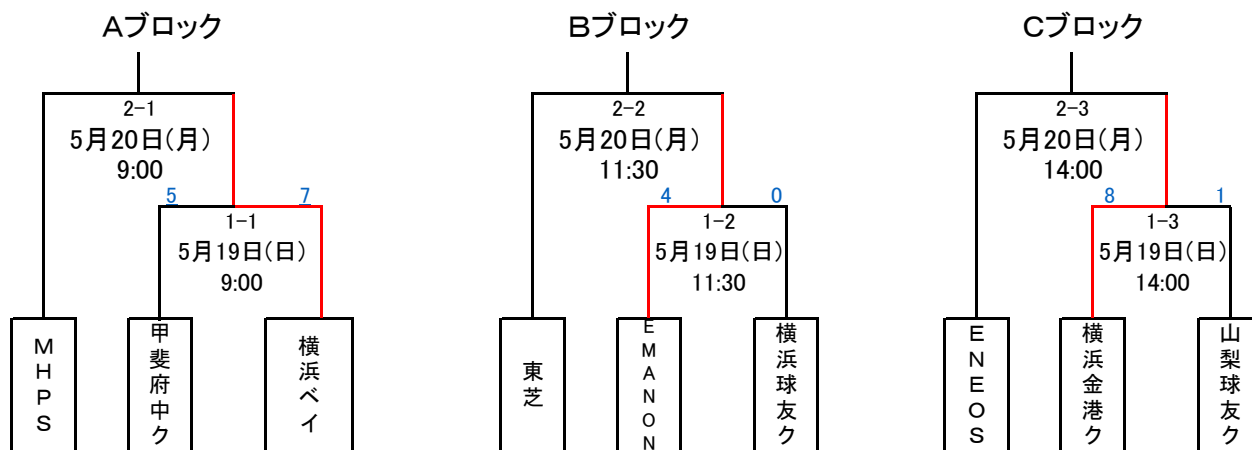 Aブロック
2-1
5月20日(月)
9:00
5
7
1-1
5月19日(日)
9:00
MHPS
甲斐府中ク
横浜ベイ
Bブロック
2-2
5月20日(月)
11:30
4
0
1-2
5月19日(日)
11:30
東芝
EMANON
横浜球友ク
Cブロック
2-3
5月20日(月)
14:00
8
1
1-3
5月19日(日)
14:00
ENEOS
横浜金港ク
山梨球友ク